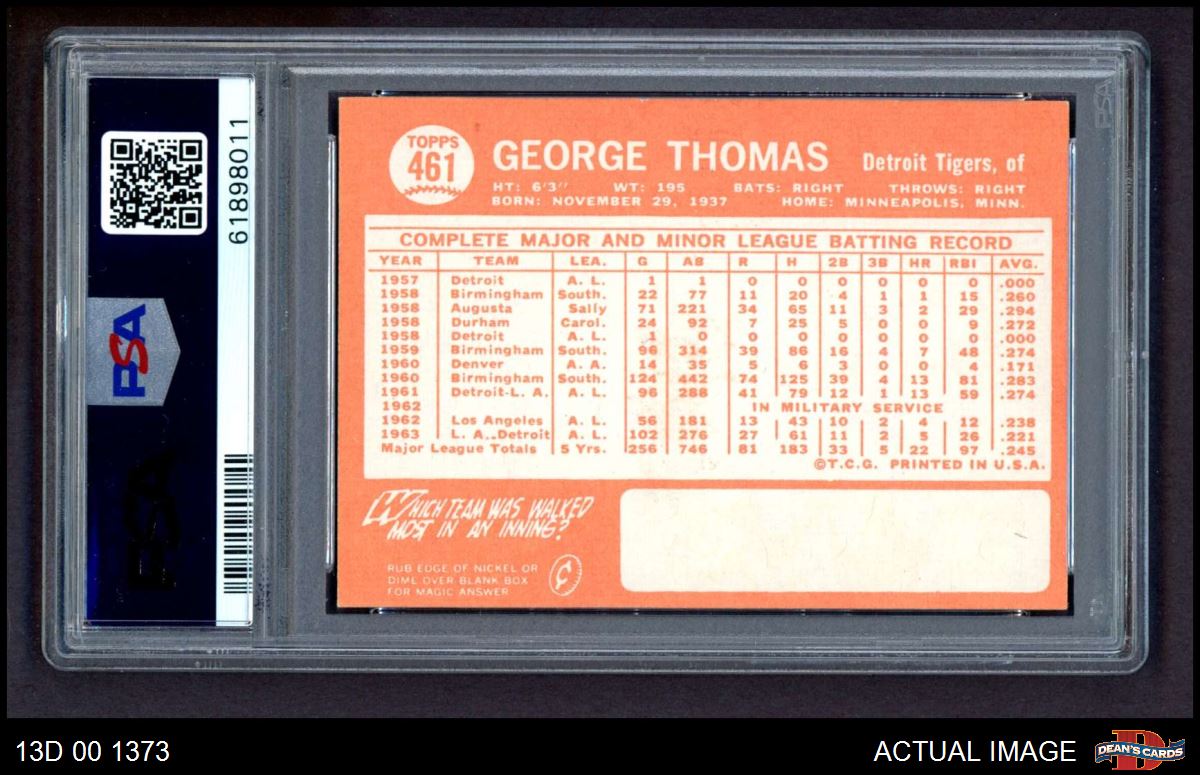 61898011
PSA
PSA
PSA
TOPPS
461
GEORGE THOMAS Detroit Tigers, of
HT: 6'3" WT: 195 BATS: RIGHT THROWS: RIGHT
BORN: NOVEMBER 29, 1937 HOME: MINNEAPOLIS, MINN.
COMPLETE MAJOR AND MINOR LEAGUE BATTING RECORD
YEAR TEAM LEA. G AB R H 2B 3B HR RBI AVG.
1957 Detroit A. L. 1 1 0 0 0 0 0 0 .000
1958 Birmingham South. 22 77 11 20 4 1 1 15 .260
1958 Augusta Sally 71 221 34 65 11 3 2 29 .294
1958 Durham Carol. 24 92 7 25 5 0 0 9 .272
1958 Detroit A. L. 1 0 0 0 0 0 0 0 .000
1959 Birmingham South. 96 314 39 86 16 4 7 48 .274
1960 Denver A. A. 14 35 5 6 3 0 0 4 .171
1960 Birmingham South. 124 442 74 125 39 4 13 81 .283
1961 Detroit-L. A. A. L. 96 288 41 79 12 1 13 59 .274
1962 IN MILITARY SERVICE
1962 Los Angeles A. L. 56 181 13 43 10 2 4 12 .238
1963 L. A..Detroit A. L. 102 276 27 61 11 2 5 26 .221
Major League Totals 5 Yrs. 256 746 81 183 33 5 22 97 .245
©T.C.G. PRINTED IN U.S.A.
WHICH TEAM WAS WALKED
MOST IN AN INNING?
RUB EDGE OF NICKEL OR
DIME OVER BLANK BOX
FOR MAGIC ANSWER
¢
13D 00 1373
ACTUAL IMAGE
D
DEAN'S CARDS